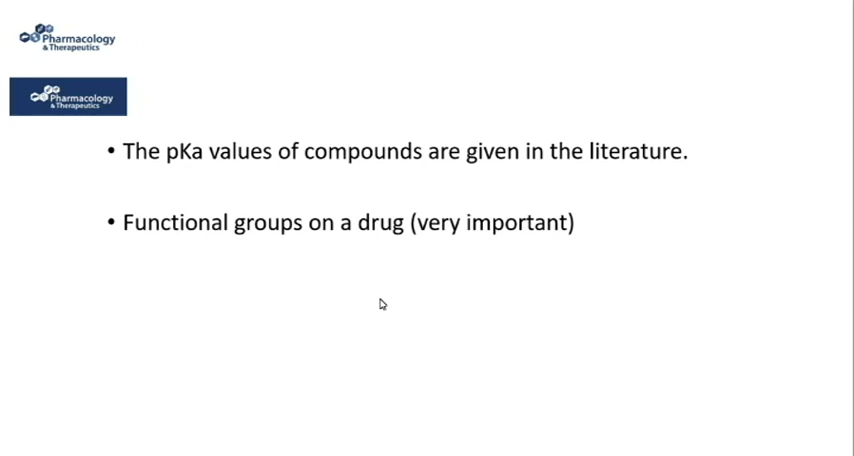 Pharmacology
& Therapeutics
Pharmacology
& Therapeutics
• The pKa values of compounds are given in the literature.
• Functional groups on a drug (very important)